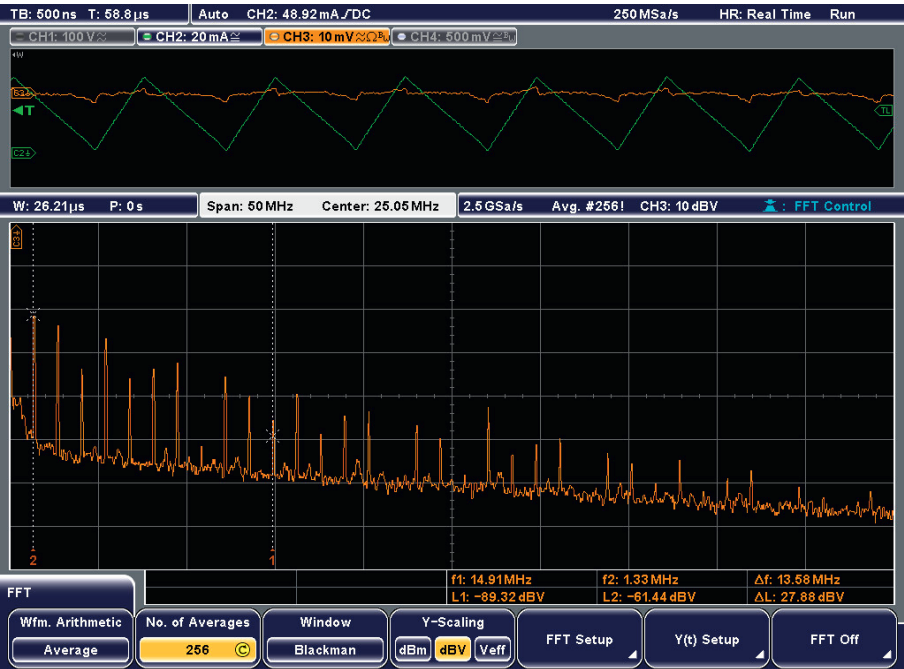 TB: 500 ns T: 58.8 µs Auto CH2: 48.92 mA ⎎ DC 250 MSa/s HR: Real Time Run
CH1: 100 V≂ CH2: 20 mA≅ CH3: 10 mV≂Ω Bw CH4: 500 mV≅ Bw
C2
T
TL
W: 26.21 µs P: 0 s Span: 50 MHz Center: 25.05 MHz 2.5 GSa/s Avg. #256! CH3: 10 dBV : FFT Control
2 1
f1: 14.91 MHz f2: 1.33 MHz Δf: 13.58 MHz
L1: -89.32 dBV L2: -61.44 dBV ΔL: 27.88 dBV
FFT
Wfm. Arithmetic No. of Averages Window Y-Scaling
FFT Setup Y(t) Setup FFT Off
Average 256 C Blackman dBm dBV Veff